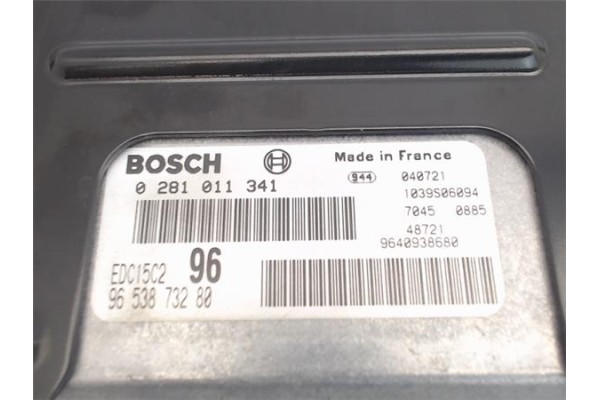 BOSCH
Made in France
0 281 011 341
944 040721
1039S06094
7045 0885
48721
9640938680
EDC15C2 96
96 538 732 80